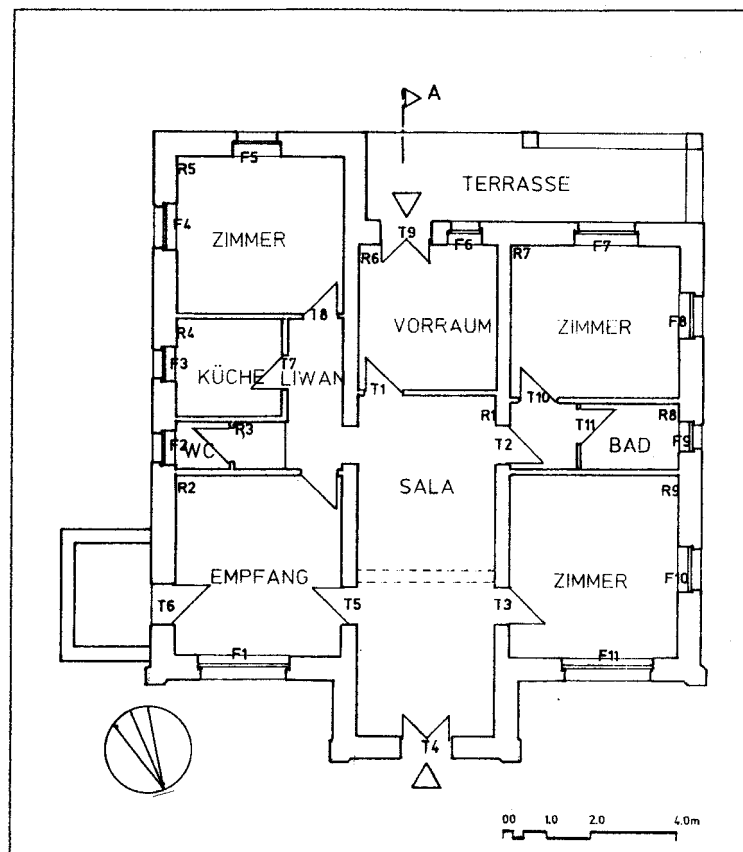 A
R5
F5
TERRASSE
F4
ZIMMER
T9
R6
F6
R7
F7
T8
R4
VORRAUM
ZIMMER
F8
F3
KÜCHE
T7
LIWAN
T1
T10
R1
R8
T11
F2
WC
R3
T2
BAD
F9
R2
SALA
R9
EMPFANG
ZIMMER
F10
T6
T5
T3
F1
F11
T4
00 1.0 2.0 4.0m